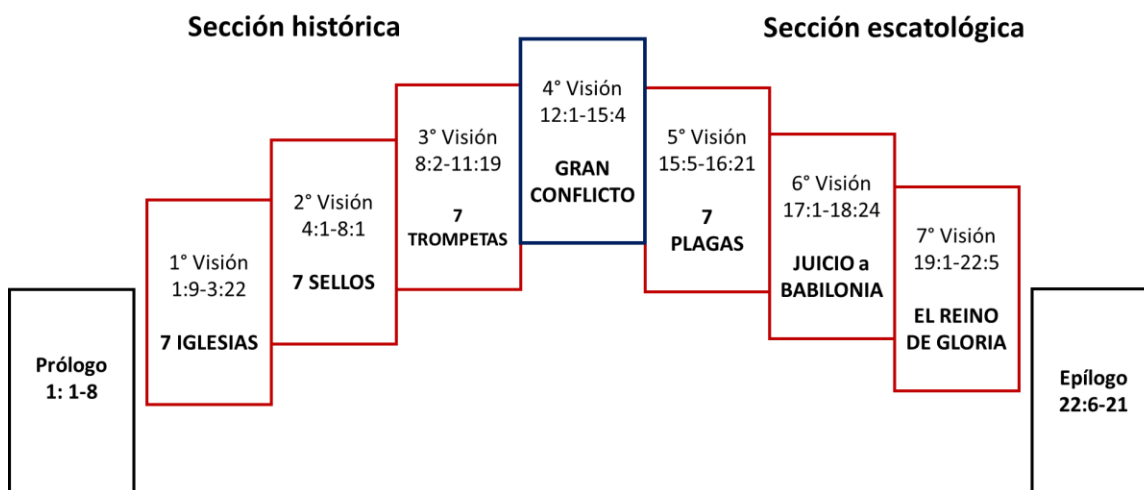 Sección histórica
Sección escatológica
Prólogo
1: 1-8
1° Visión
1:9-3:22
7 IGLESIAS
2° Visión
4:1-8:1
7 SELLOS
3° Visión
8:2-11:19
7
TROMPETAS
4° Visión
12:1-15:4
GRAN
CONFLICTO
5° Visión
15:5-16:21
7
PLAGAS
6° Visión
17:1-18:24
JUICIO a
BABILONIA
7° Visión
19:1-22:5
EL REINO
DE GLORIA
Epílogo
22:6-21